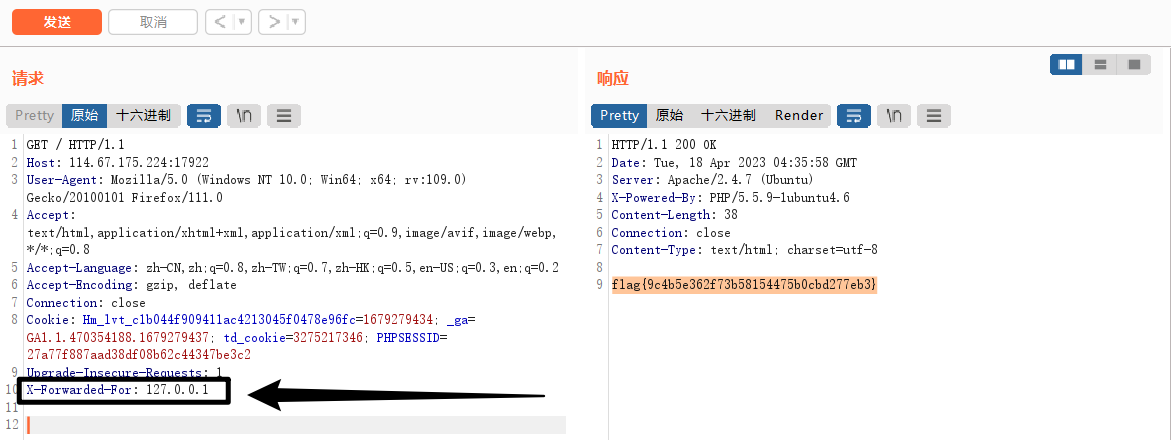 发送
取消
< ▼
> ▼
请求
Pretty 原始 十六进制 \n
1 GET / HTTP/1.1
2 Host: 114.67.175.224:17922
3 User-Agent: Mozilla/5.0 (Windows NT 10.0; Win64; x64; rv:109.0)
Gecko/20100101 Firefox/111.0
4 Accept:
text/html,application/xhtml+xml,application/xml;q=0.9,image/avif,image/webp,
*/*;q=0.8
5 Accept-Language: zh-CN,zh;q=0.8,zh-TW;q=0.7,zh-HK;q=0.5,en-US;q=0.3,en;q=0.2
6 Accept-Encoding: gzip, deflate
7 Connection: close
8 Cookie: Hm_lvt_c1b044f909411ac4213045f0478e96fc=1679279434; _ga=
GA1.1.470354188.1679279437; td_cookie=3275217346; PHPSESSID=
27a77f887aad38df08b62c44347be3c2
9 Upgrade-Insecure-Requests: 1
10 X-Forwarded-For: 127.0.0.1
11
12
响应
Pretty 原始 十六进制 Render \n
1 HTTP/1.1 200 OK
2 Date: Tue, 18 Apr 2023 04:35:58 GMT
3 Server: Apache/2.4.7 (Ubuntu)
4 X-Powered-By: PHP/5.5.9-1ubuntu4.6
5 Content-Length: 38
6 Connection: close
7 Content-Type: text/html; charset=utf-8
8
9 flag{9c4b5e362f73b58154475b0cbd277eb3}